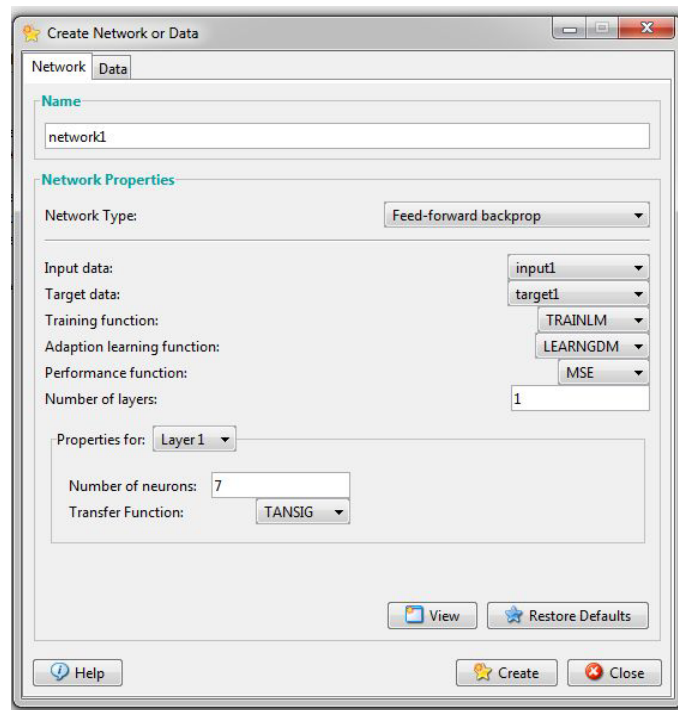 Create Network or Data
Network Data
Name
network1
Network Properties
Network Type: Feed-forward backprop
Input data: input1
Target data: target1
Training function: TRAINLM
Adaption learning function: LEARNGDM
Performance function: MSE
Number of layers: 1
Properties for: Layer 1
Number of neurons: 7
Transfer Function: TANSIG
View Restore Defaults
Help Create Close